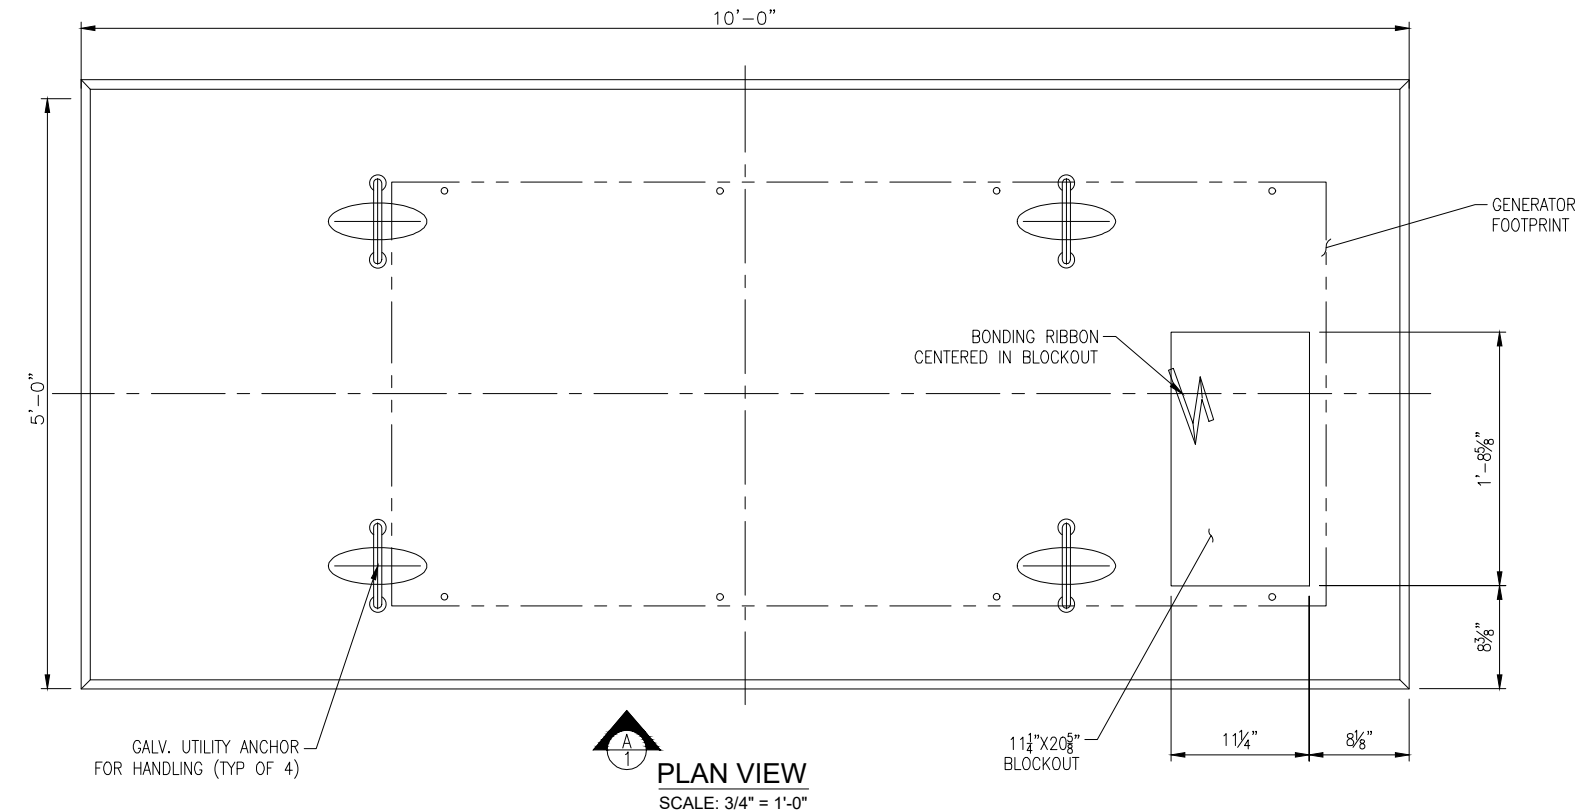 10'-0"
5'-0"
GENERATOR
FOOTPRINT
BONDING RIBBON
CENTERED IN BLOCKOUT
1'-8⅝"
8⅜"
GALV. UTILITY ANCHOR
FOR HANDLING (TYP OF 4)
A
1
PLAN VIEW
SCALE: 3/4" = 1'-0"
11¼"X20⅝"
BLOCKOUT
11¼"
8⅛"